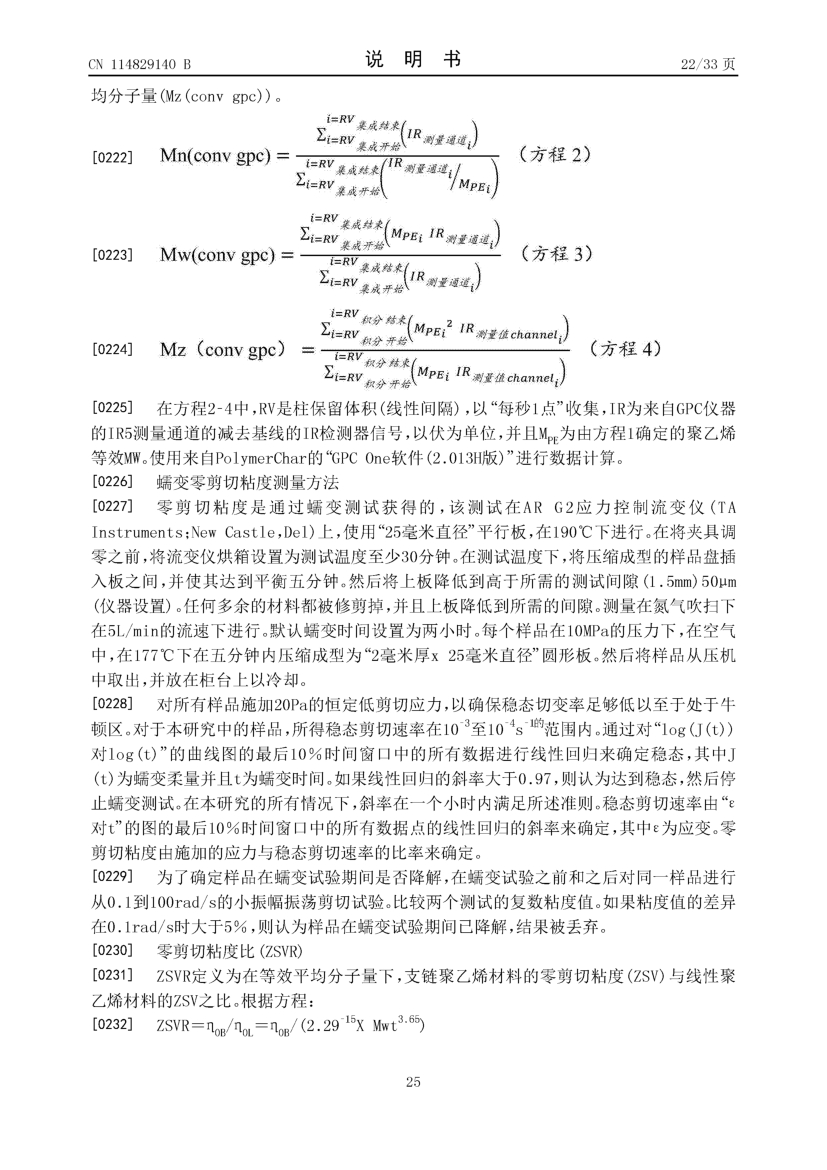 CN 114829140 B
说 明 书
22/33 页
均分子量(Mz(conv gpc))。
[0222] Mn(conv gpc) = \frac{\sum_{i=RV集成开始}^{i=RV集成结束}(IR_{测量通道_i})}{\sum_{i=RV集成开始}^{i=RV集成结束}(IR_{测量通道_i}/M_{PE_i})} （方程 2）
[0223] Mw(conv gpc) = \frac{\sum_{i=RV集成开始}^{i=RV集成结束}(M_{PE_i} IR_{测量通道_i})}{\sum_{i=RV集成开始}^{i=RV集成结束}(IR_{测量通道_i})} （方程 3）
[0224] Mz（conv gpc） = \frac{\sum_{i=RV积分开始}^{i=RV积分结束}(M_{PE_i}^2 IR_{测量值channel_i})}{\sum_{i=RV积分开始}^{i=RV积分结束}(M_{PE_i} IR_{测量值channel_i})} （方程 4）
[0225] 在方程2-4中,RV是柱保留体积(线性间隔),以“每秒1点”收集,IR为来自GPC仪器
的IR5测量通道的减去基线的IR检测器信号,以伏为单位,并且M_{PE}为由方程1确定的聚乙烯
等效MW。使用来自PolymerChar的“GPC One软件(2.013H版)”进行数据计算。
[0226] 蠕变零剪切粘度测量方法
[0227] 零剪切粘度是通过蠕变测试获得的,该测试在AR G2应力控制流变仪(TA
Instruments;New Castle,Del)上,使用“25毫米直径”平行板,在190℃下进行。在将夹具调
零之前,将流变仪烘箱设置为测试温度至少30分钟。在测试温度下,将压缩成型的样品盘插
入板之间,并使其达到平衡五分钟。然后将上板降低到高于所需的测试间隙(1.5mm)50μm
(仪器设置)。任何多余的材料都被修剪掉,并且上板降低到所需的间隙。测量在氮气吹扫下
在5L/min的流速下进行。默认蠕变时间设置为两小时。每个样品在10MPa的压力下,在空气
中,在177℃下在五分钟内压缩成型为“2毫米厚x 25毫米直径”圆形板。然后将样品从压机
中取出,并放在柜台上以冷却。
[0228] 对所有样品施加20Pa的恒定低剪切应力,以确保稳态切变率足够低以至于处于牛
顿区。对于本研究中的样品,所得稳态剪切速率在10^{-3}至10^{-4}s^{-1的}范围内。通过对“log(J(t))
对log(t)”的曲线图的最后10%时间窗口中的所有数据进行线性回归来确定稳态,其中J
(t)为蠕变柔量并且t为蠕变时间。如果线性回归的斜率大于0.97,则认为达到稳态,然后停
止蠕变测试。在本研究的所有情况下,斜率在一个小时内满足所述准则。稳态剪切速率由“ε
对t”的图的最后10%时间窗口中的所有数据点的线性回归的斜率来确定,其中ε为应变。零
剪切粘度由施加的应力与稳态剪切速率的比率来确定。
[0229] 为了确定样品在蠕变试验期间是否降解,在蠕变试验之前和之后对同一样品进行
从0.1到100rad/s的小振幅振荡剪切试验。比较两个测试的复数粘度值。如果粘度值的差异
在0.1rad/s时大于5%,则认为样品在蠕变试验期间已降解,结果被丢弃。
[0230] 零剪切粘度比(ZSVR)
[0231] ZSVR定义为在等效平均分子量下,支链聚乙烯材料的零剪切粘度(ZSV)与线性聚
乙烯材料的ZSV之比。根据方程:
[0232] ZSVR=η_{0B}/η_{0L}=η_{0B}/(2.29^{-15}X Mwt^{3.65})
25